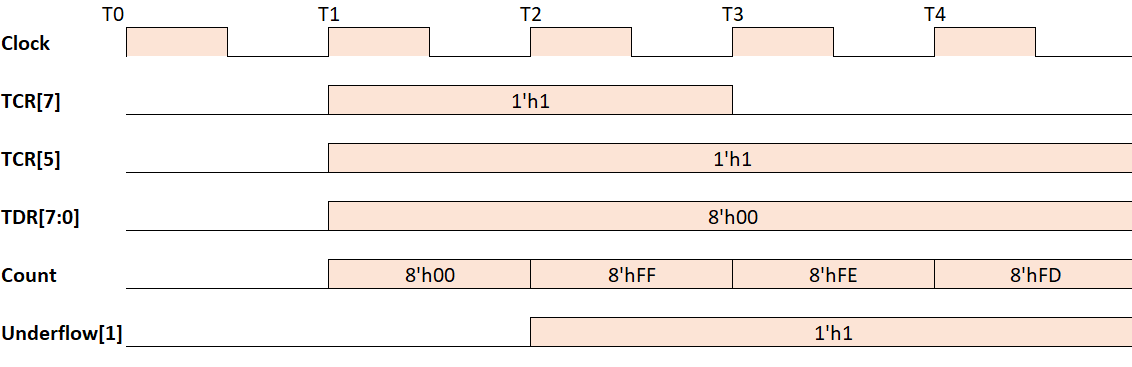 T0 T1 T2 T3 T4
Clock
TCR[7] 1'h1
TCR[5] 1'h1
TDR[7:0] 8'h00
Count 8'h00 8'hFF 8'hFE 8'hFD
Underflow[1] 1'h1